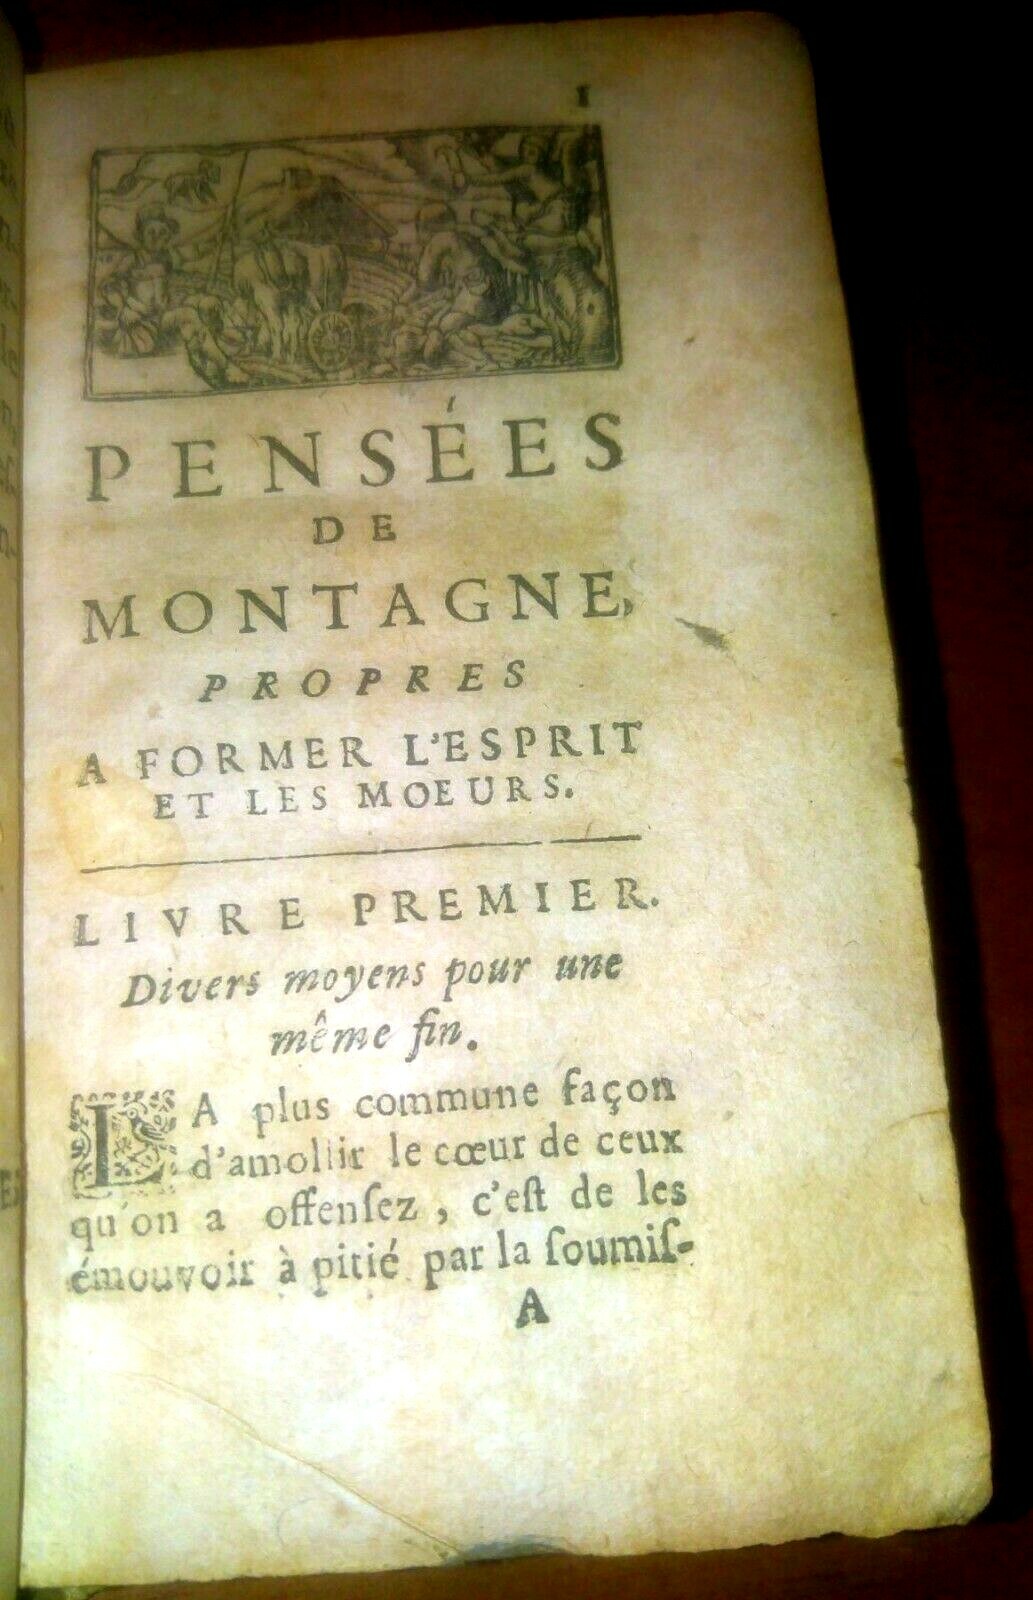 1
PENSÉES
DE
MONTAGNE,
PROPRES
A FORMER L'ESPRIT
ET LES MOEURS.
LIVRE PREMIER.
Divers moyens pour une
même fin.
LA plus commune façon
d'amollir le cœur de ceux
qu'on a offenſez, c'eſt de les
émouvoir à pitié par la ſoumiſ-
A